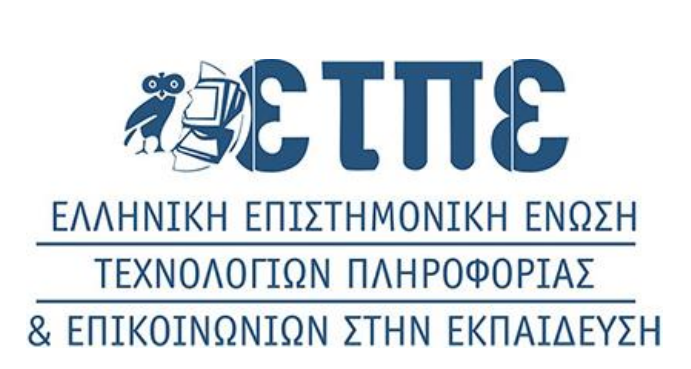 ετπε
ΕΛΛΗΝΙΚΗ ΕΠΙΣΤΗΜΟΝΙΚΗ ΕΝΩΣΗ
ΤΕΧΝΟΛΟΓΙΩΝ ΠΛΗΡΟΦΟΡΙΑΣ
& ΕΠΙΚΟΙΝΩΝΙΩΝ ΣΤΗΝ ΕΚΠΑΙΔΕΥΣΗ